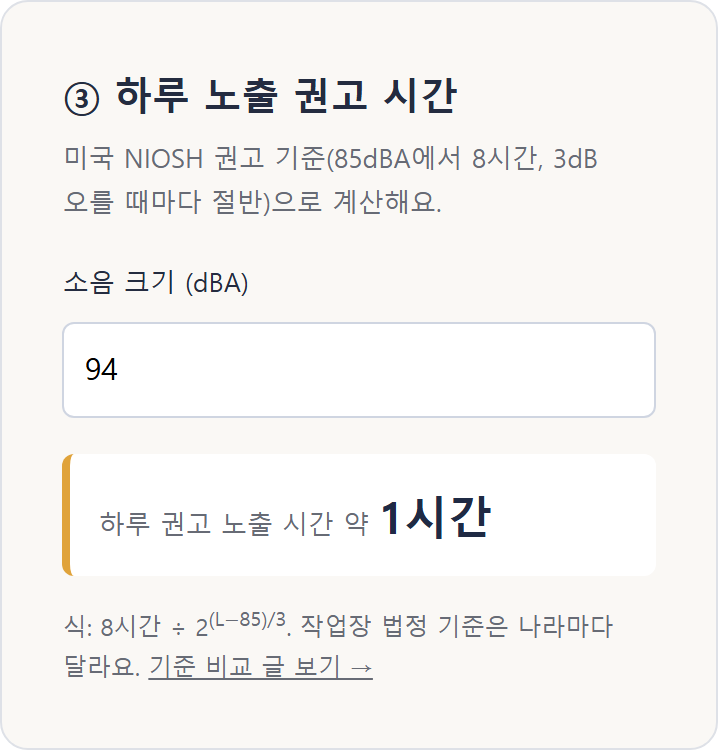 ③ 하루 노출 권고 시간
미국 NIOSH 권고 기준(85dBA에서 8시간, 3dB
오를 때마다 절반)으로 계산해요.
소음 크기 (dBA)
94
하루 권고 노출 시간 약 1시간
식: 8시간 ÷ 2^(L−85)/3. 작업장 법정 기준은 나라마다
달라요. 기준 비교 글 보기 →